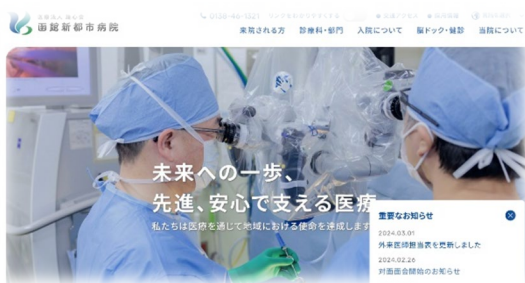 函館新都市病院
来院される方 診療科・部門 入院について 脳ドック・健診 当院について
未来への一歩、
先進、安心で支える医療
私たちは医療を通じて地域における使命を達成します
重要なお知らせ
2024.03.01
外来医師担当表を更新しました
2024.02.26
対面面会開始のお知らせ